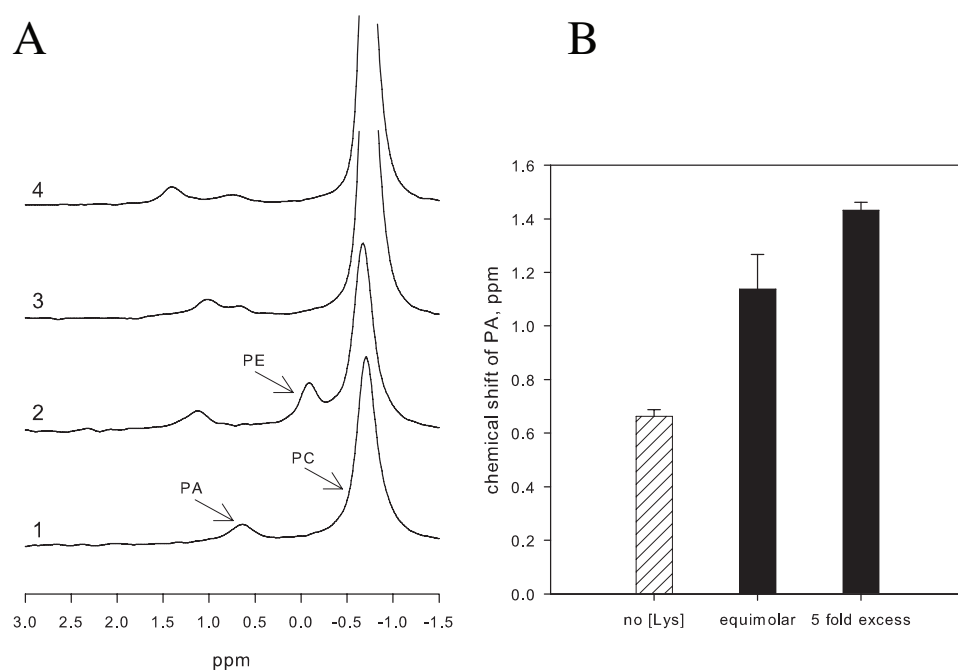 A
4
3
PE
2
PC
PA
1
3.0 2.5 2.0 1.5 1.0 0.5 0.0 -0.5 -1.0 -1.5
ppm
B
chemical shift of PA, ppm
1.6
1.4
1.2
1.0
0.8
0.6
0.4
0.2
0.0
no [Lys] equimolar 5 fold excess